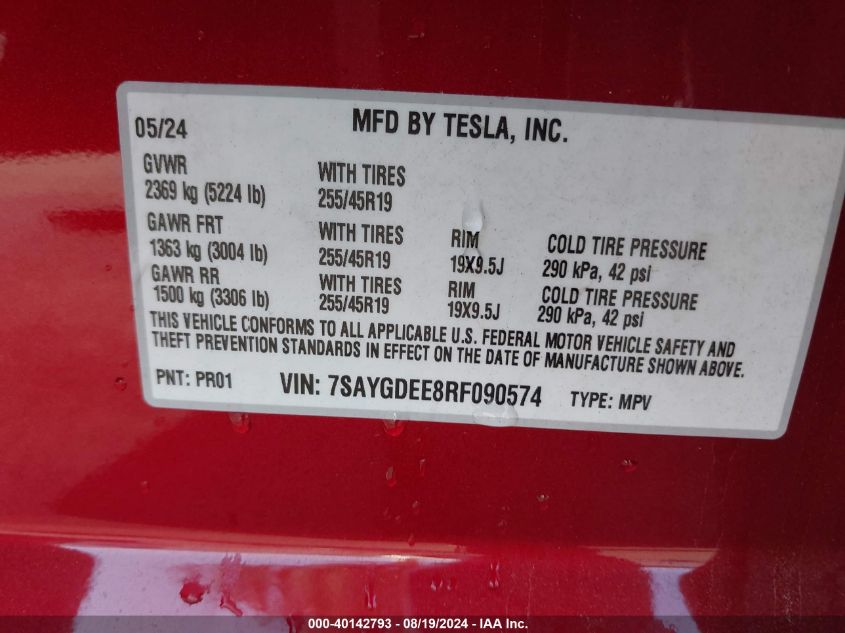 05/24 MFD BY TESLA, INC.
GVWR WITH TIRES
2369 kg (5224 lb) 255/45R19
GAWR FRT WITH TIRES RIM COLD TIRE PRESSURE
1363 kg (3004 lb) 255/45R19 19X9.5J 290 kPa, 42 psi
GAWR RR WITH TIRES RIM COLD TIRE PRESSURE
1500 kg (3306 lb) 255/45R19 19X9.5J 290 kPa, 42 psi
THIS VEHICLE CONFORMS TO ALL APPLICABLE U.S. FEDERAL MOTOR VEHICLE SAFETY AND
THEFT PREVENTION STANDARDS IN EFFECT ON THE DATE OF MANUFACTURE SHOWN ABOVE.
PNT: PR01 VIN: 7SAYGDEE8RF090574 TYPE: MPV
000-40142793 - 08/19/2024 - IAA Inc.